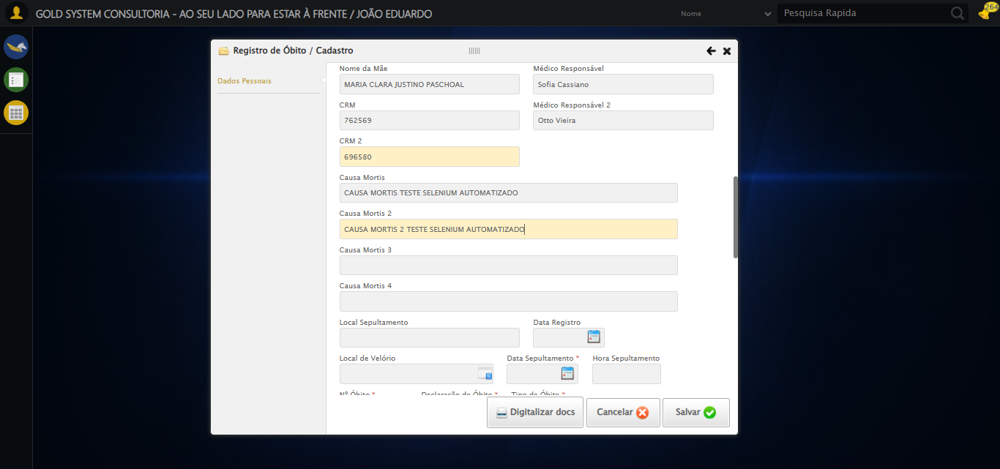 GOLD SYSTEM CONSULTORIA - AO SEU LADO PARA ESTAR À FRENTE / JOÃO EDUARDO
Nome
Pesquisa Rapida
264
Registro de Óbito / Cadastro
Dados Pessoais
Nome da Mãe
Médico Responsável
MARIA CLARA JUSTINO PASCHOAL
Sofia Cassiano
CRM
Médico Responsável 2
762569
Otto Vieira
CRM 2
696580
Causa Mortis
CAUSA MORTIS TESTE SELENIUM AUTOMATIZADO
Causa Mortis 2
CAUSA MORTIS 2 TESTE SELENIUM AUTOMATIZADO
Causa Mortis 3
Causa Mortis 4
Local Sepultamento
Data Registro
Local de Velório
Data Sepultamento *
Hora Sepultamento
Nº Óbito *
Declaração de Óbito *
Tipo de Óbito *
Digitalizar docs
Cancelar
Salvar